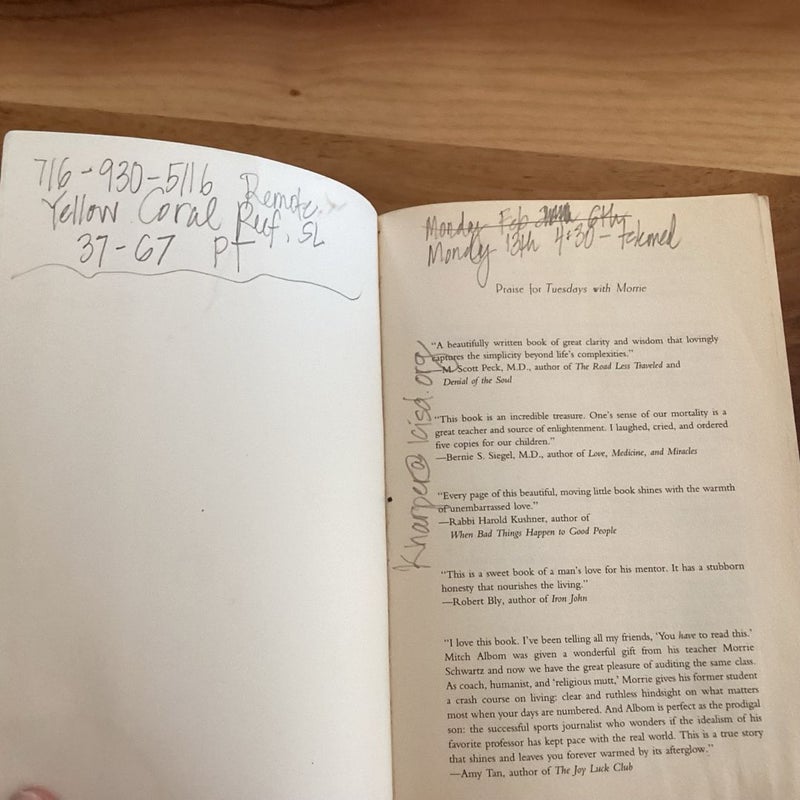 716-930-5116 Remote
Yellow Coral Reef, SL
37-67 PT
Monday Feb 6th
Monday 13th 4:30- telemed
Praise for Tuesdays with Morrie
Kharper@lcisd.org
"A beautifully written book of great clarity and wisdom that lovingly
captures the simplicity beyond life's complexities."
—M. Scott Peck, M.D., author of The Road Less Traveled and
Denial of the Soul
"This book is an incredible treasure. One's sense of our mortality is a
great teacher and source of enlightenment. I laughed, cried, and ordered
five copies for our children."
—Bernie S. Siegel, M.D., author of Love, Medicine, and Miracles
"Every page of this beautiful, moving little book shines with the warmth
of unembarrassed love."
—Rabbi Harold Kushner, author of
When Bad Things Happen to Good People
"This is a sweet book of a man's love for his mentor. It has a stubborn
honesty that nourishes the living."
—Robert Bly, author of Iron John
"I love this book. I've been telling all my friends, 'You have to read this.'
Mitch Albom was given a wonderful gift from his teacher Morrie
Schwartz and now we have the great pleasure of auditing the same class.
As coach, humanist, and 'religious mutt,' Morrie gives his former student
a crash course on living: clear and ruthless hindsight on what matters
most when your days are numbered. And Albom is perfect as the prodigal
son: the successful sports journalist who wonders if the idealism of his
favorite professor has kept pace with the real world. This is a true story
that shines and leaves you forever warmed by its afterglow."
—Amy Tan, author of The Joy Luck Club